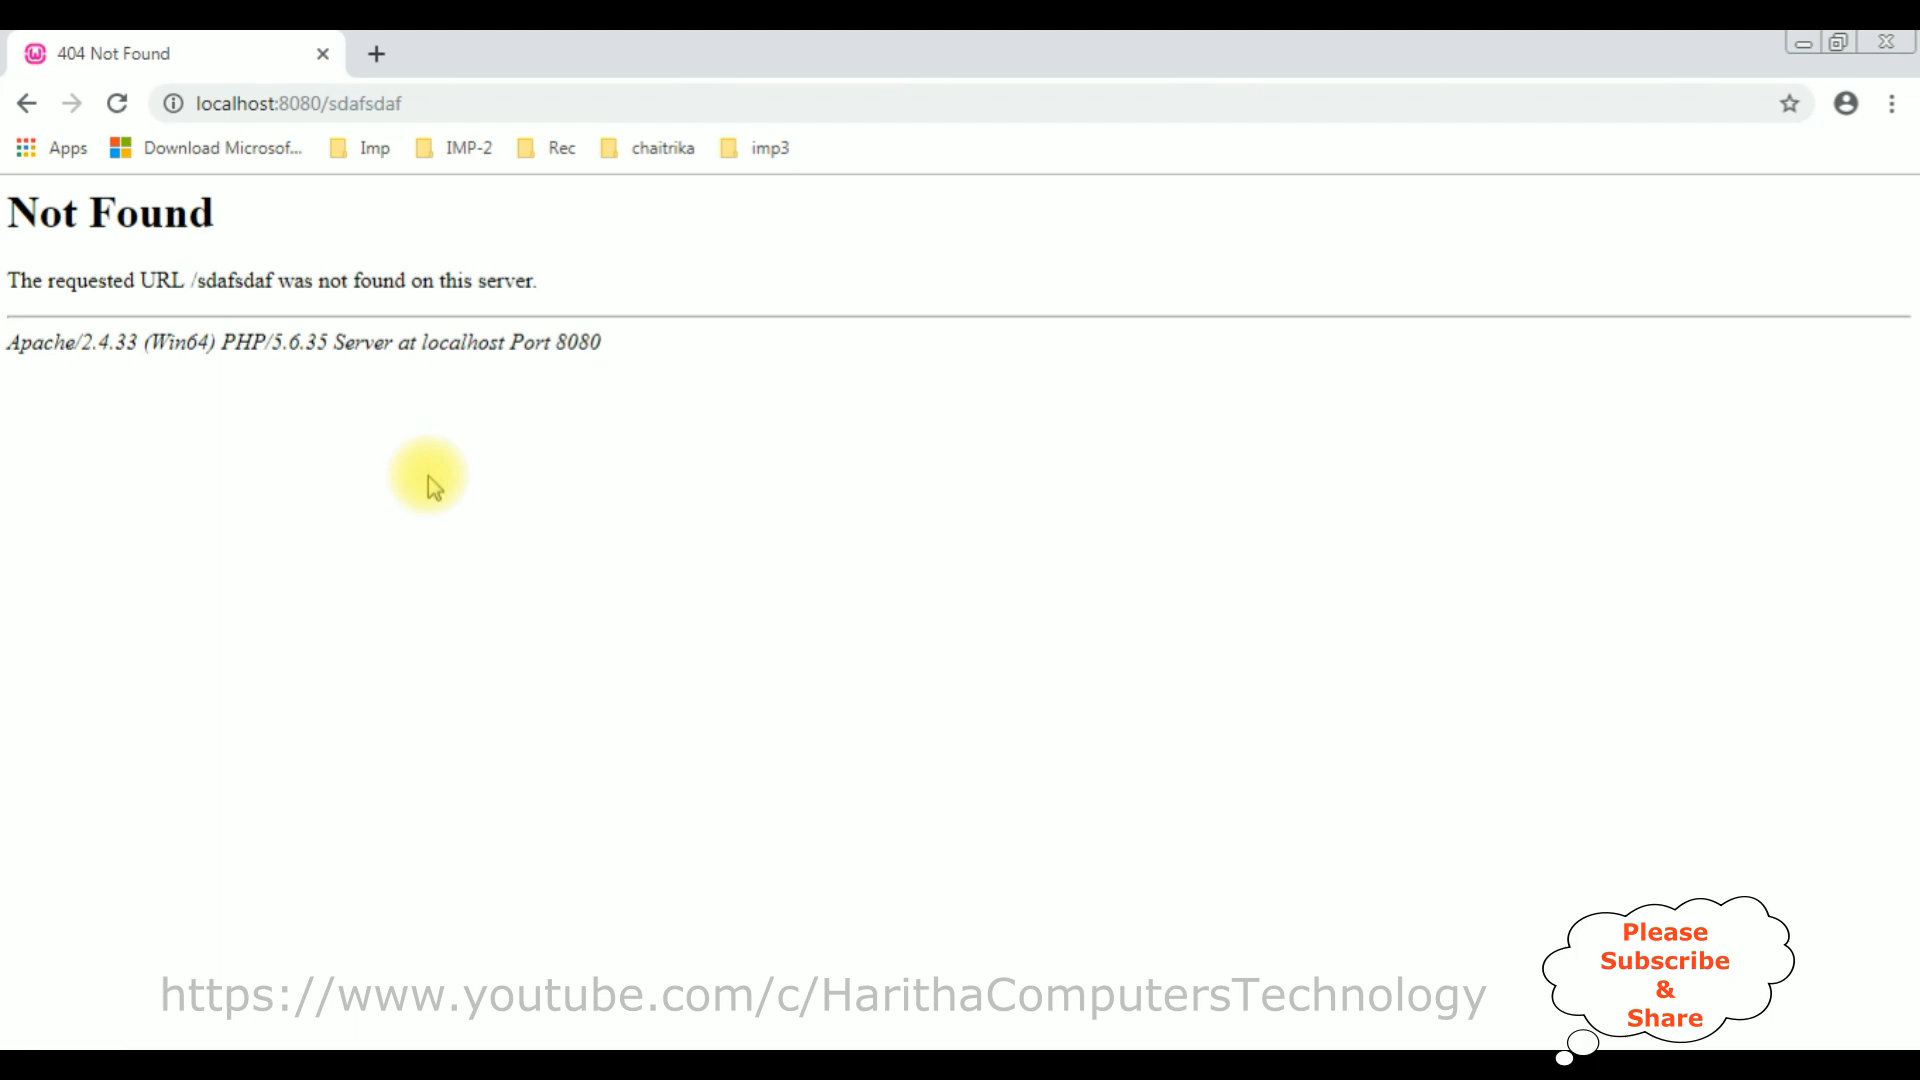 404 Not Found
localhost:8080/sdafsdaf
Apps Download Microsof... Imp IMP-2 Rec chaitrika imp3
Not Found
The requested URL /sdafsdaf was not found on this server.
Apache/2.4.33 (Win64) PHP/5.6.35 Server at localhost Port 8080
Please
Subscribe
&
Share
https://www.youtube.com/c/HarithaComputersTechnology